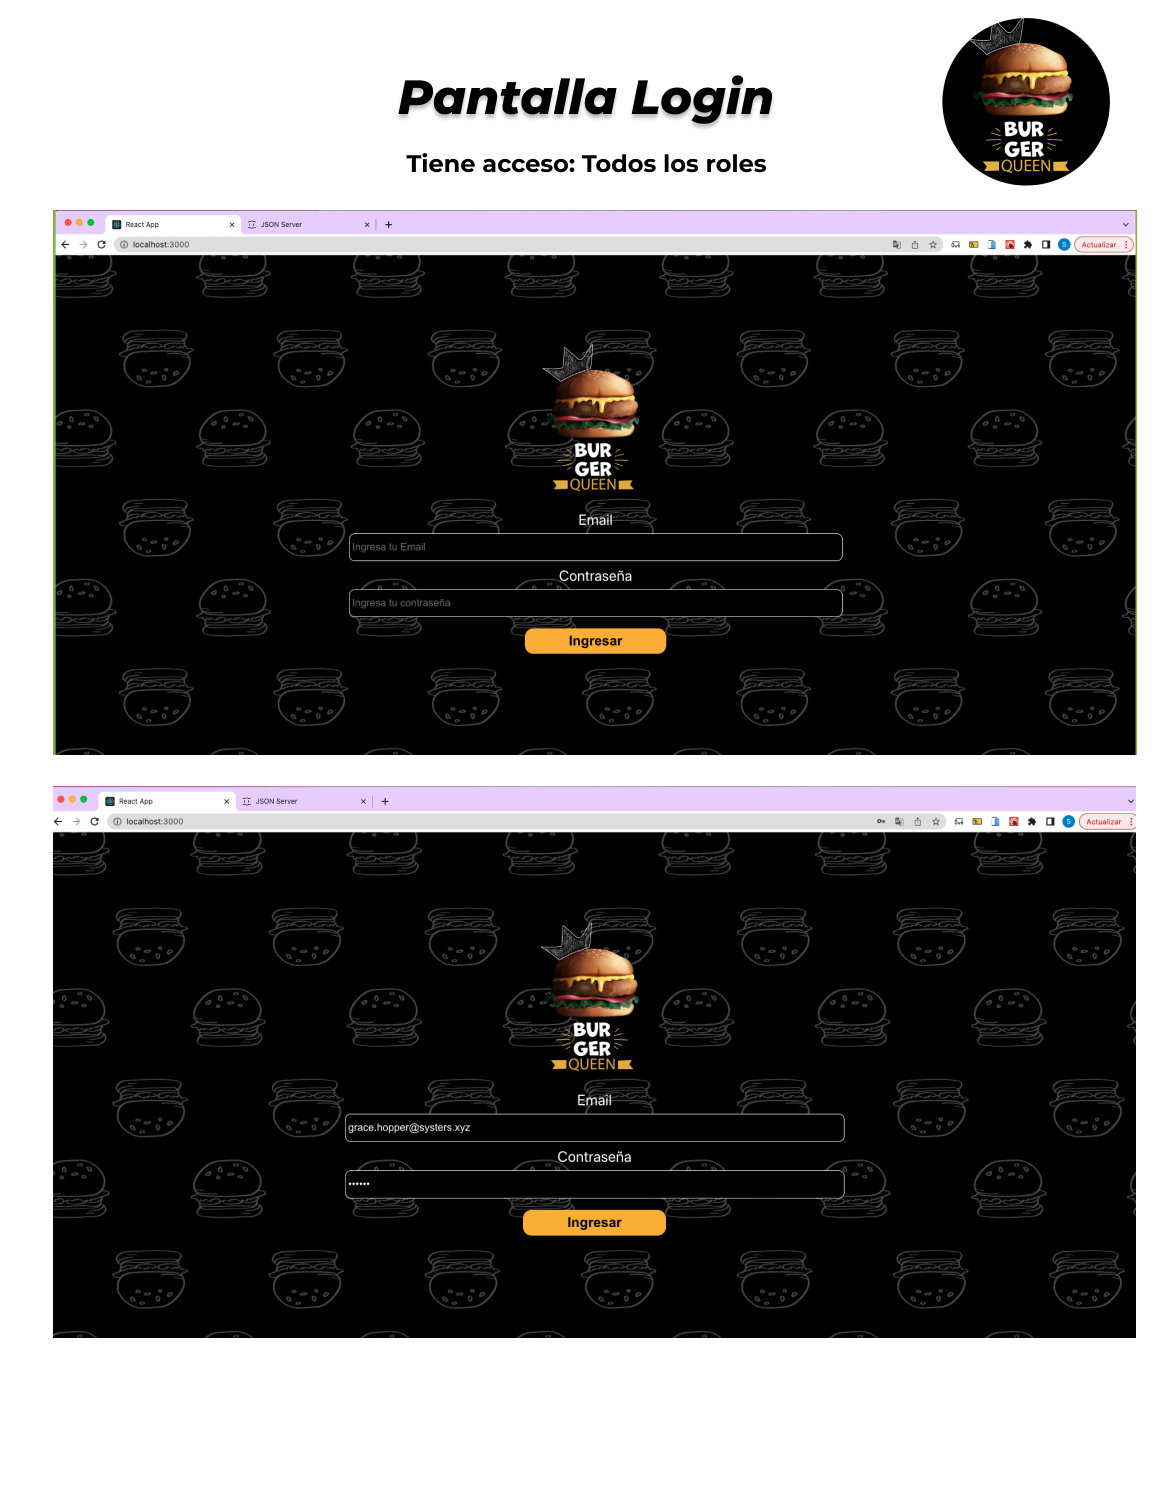 Pantalla Login
BUR
GER
QUEEN
Tiene acceso: Todos los roles
React App
JSON Server
localhost:3000
S
Actualizar
BUR
GER
QUEEN
Email
Ingresa tu Email
Contraseña
Ingresa tu contraseña
Ingresar
React App
JSON Server
localhost:3000
S
Actualizar
BUR
GER
QUEEN
Email
grace.hopper@systers.xyz
Contraseña
••••••
Ingresar